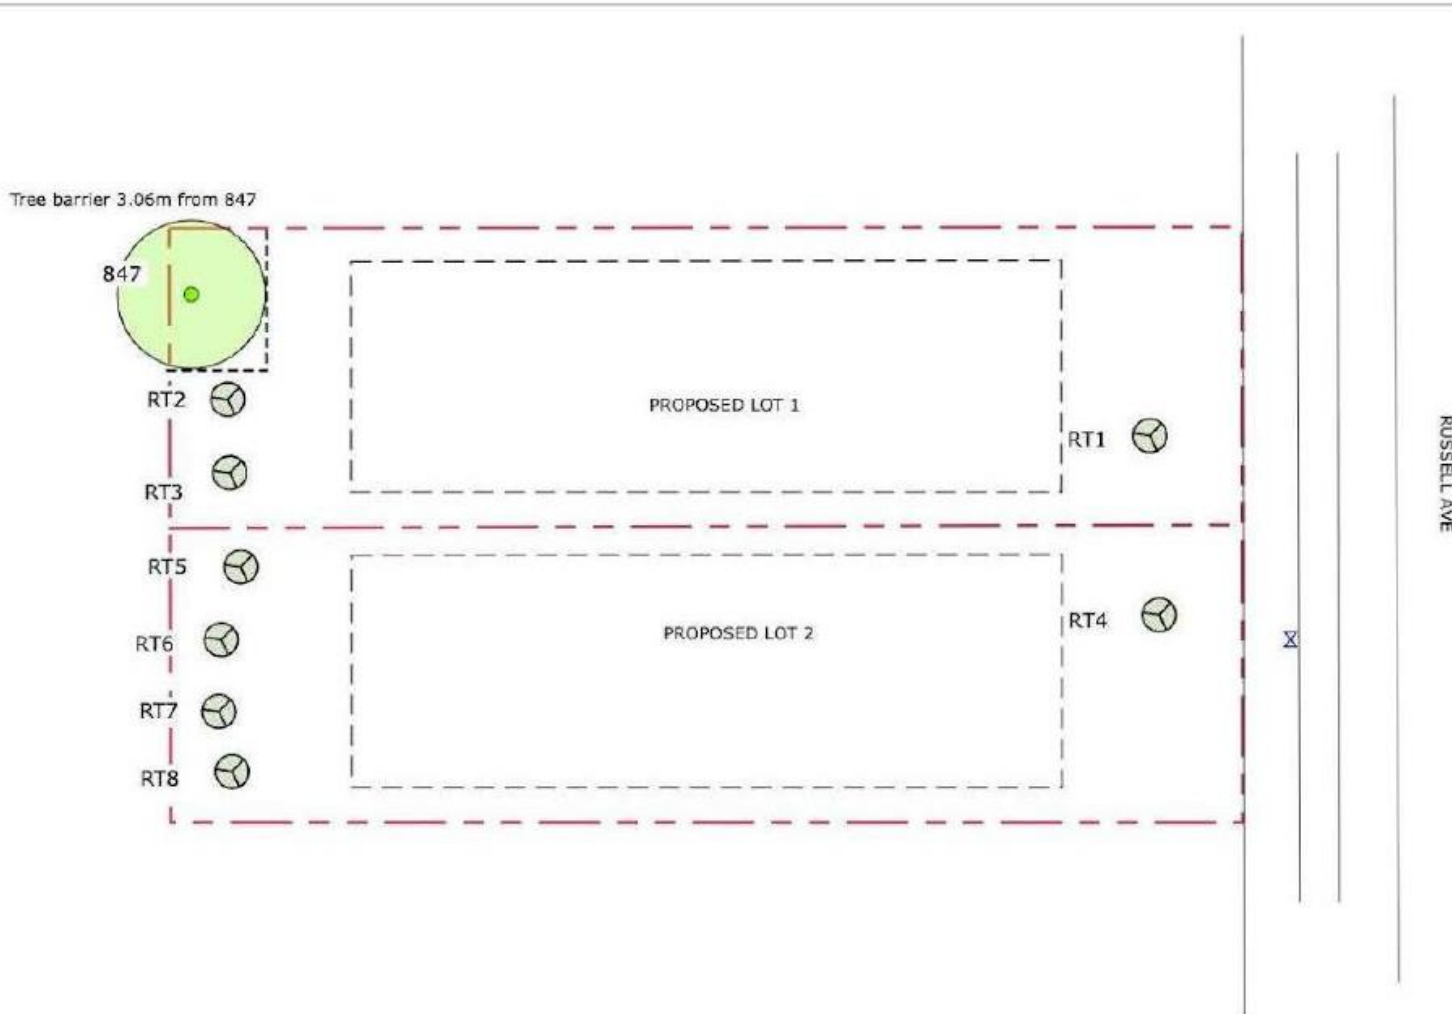 Tree barrier 3.06m from 847
847
RT2
PROPOSED LOT 1
RT1
RT3
RT5
RT6
PROPOSED LOT 2
RT4
RT7
RT8
RUSSELL AVE